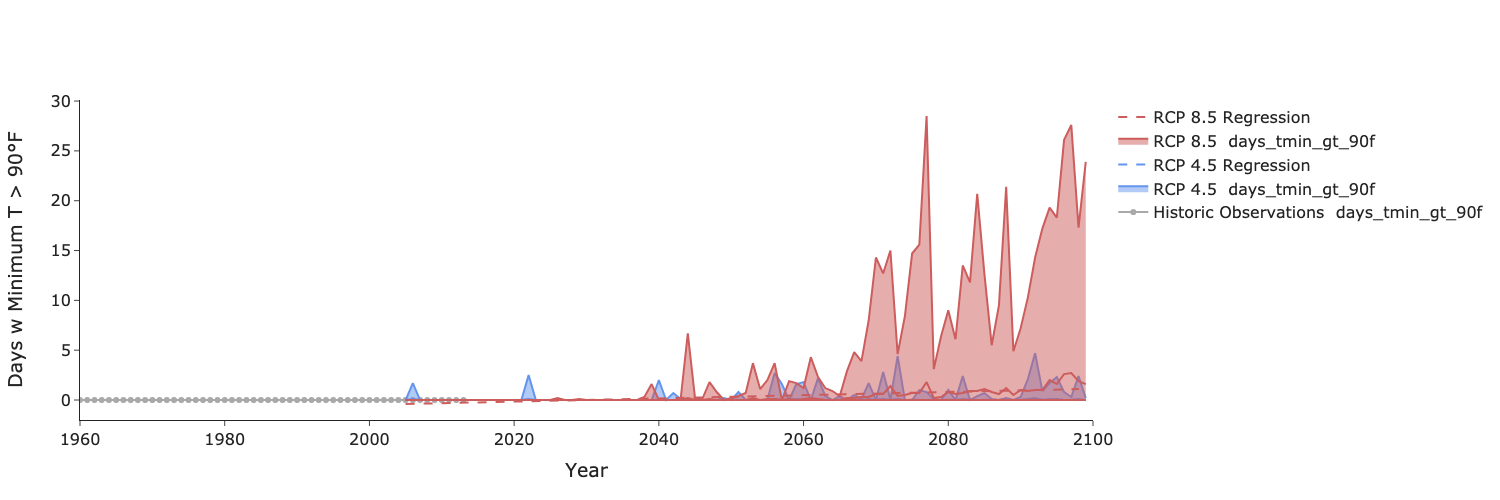 30
25
20
15
10
5
0
Days w Minimum T > 90°F
1960 1980 2000 2020 2040 2060 2080 2100
Year
RCP 8.5 Regression
RCP 8.5 days_tmin_gt_90f
RCP 4.5 Regression
RCP 4.5 days_tmin_gt_90f
Historic Observations days_tmin_gt_90f